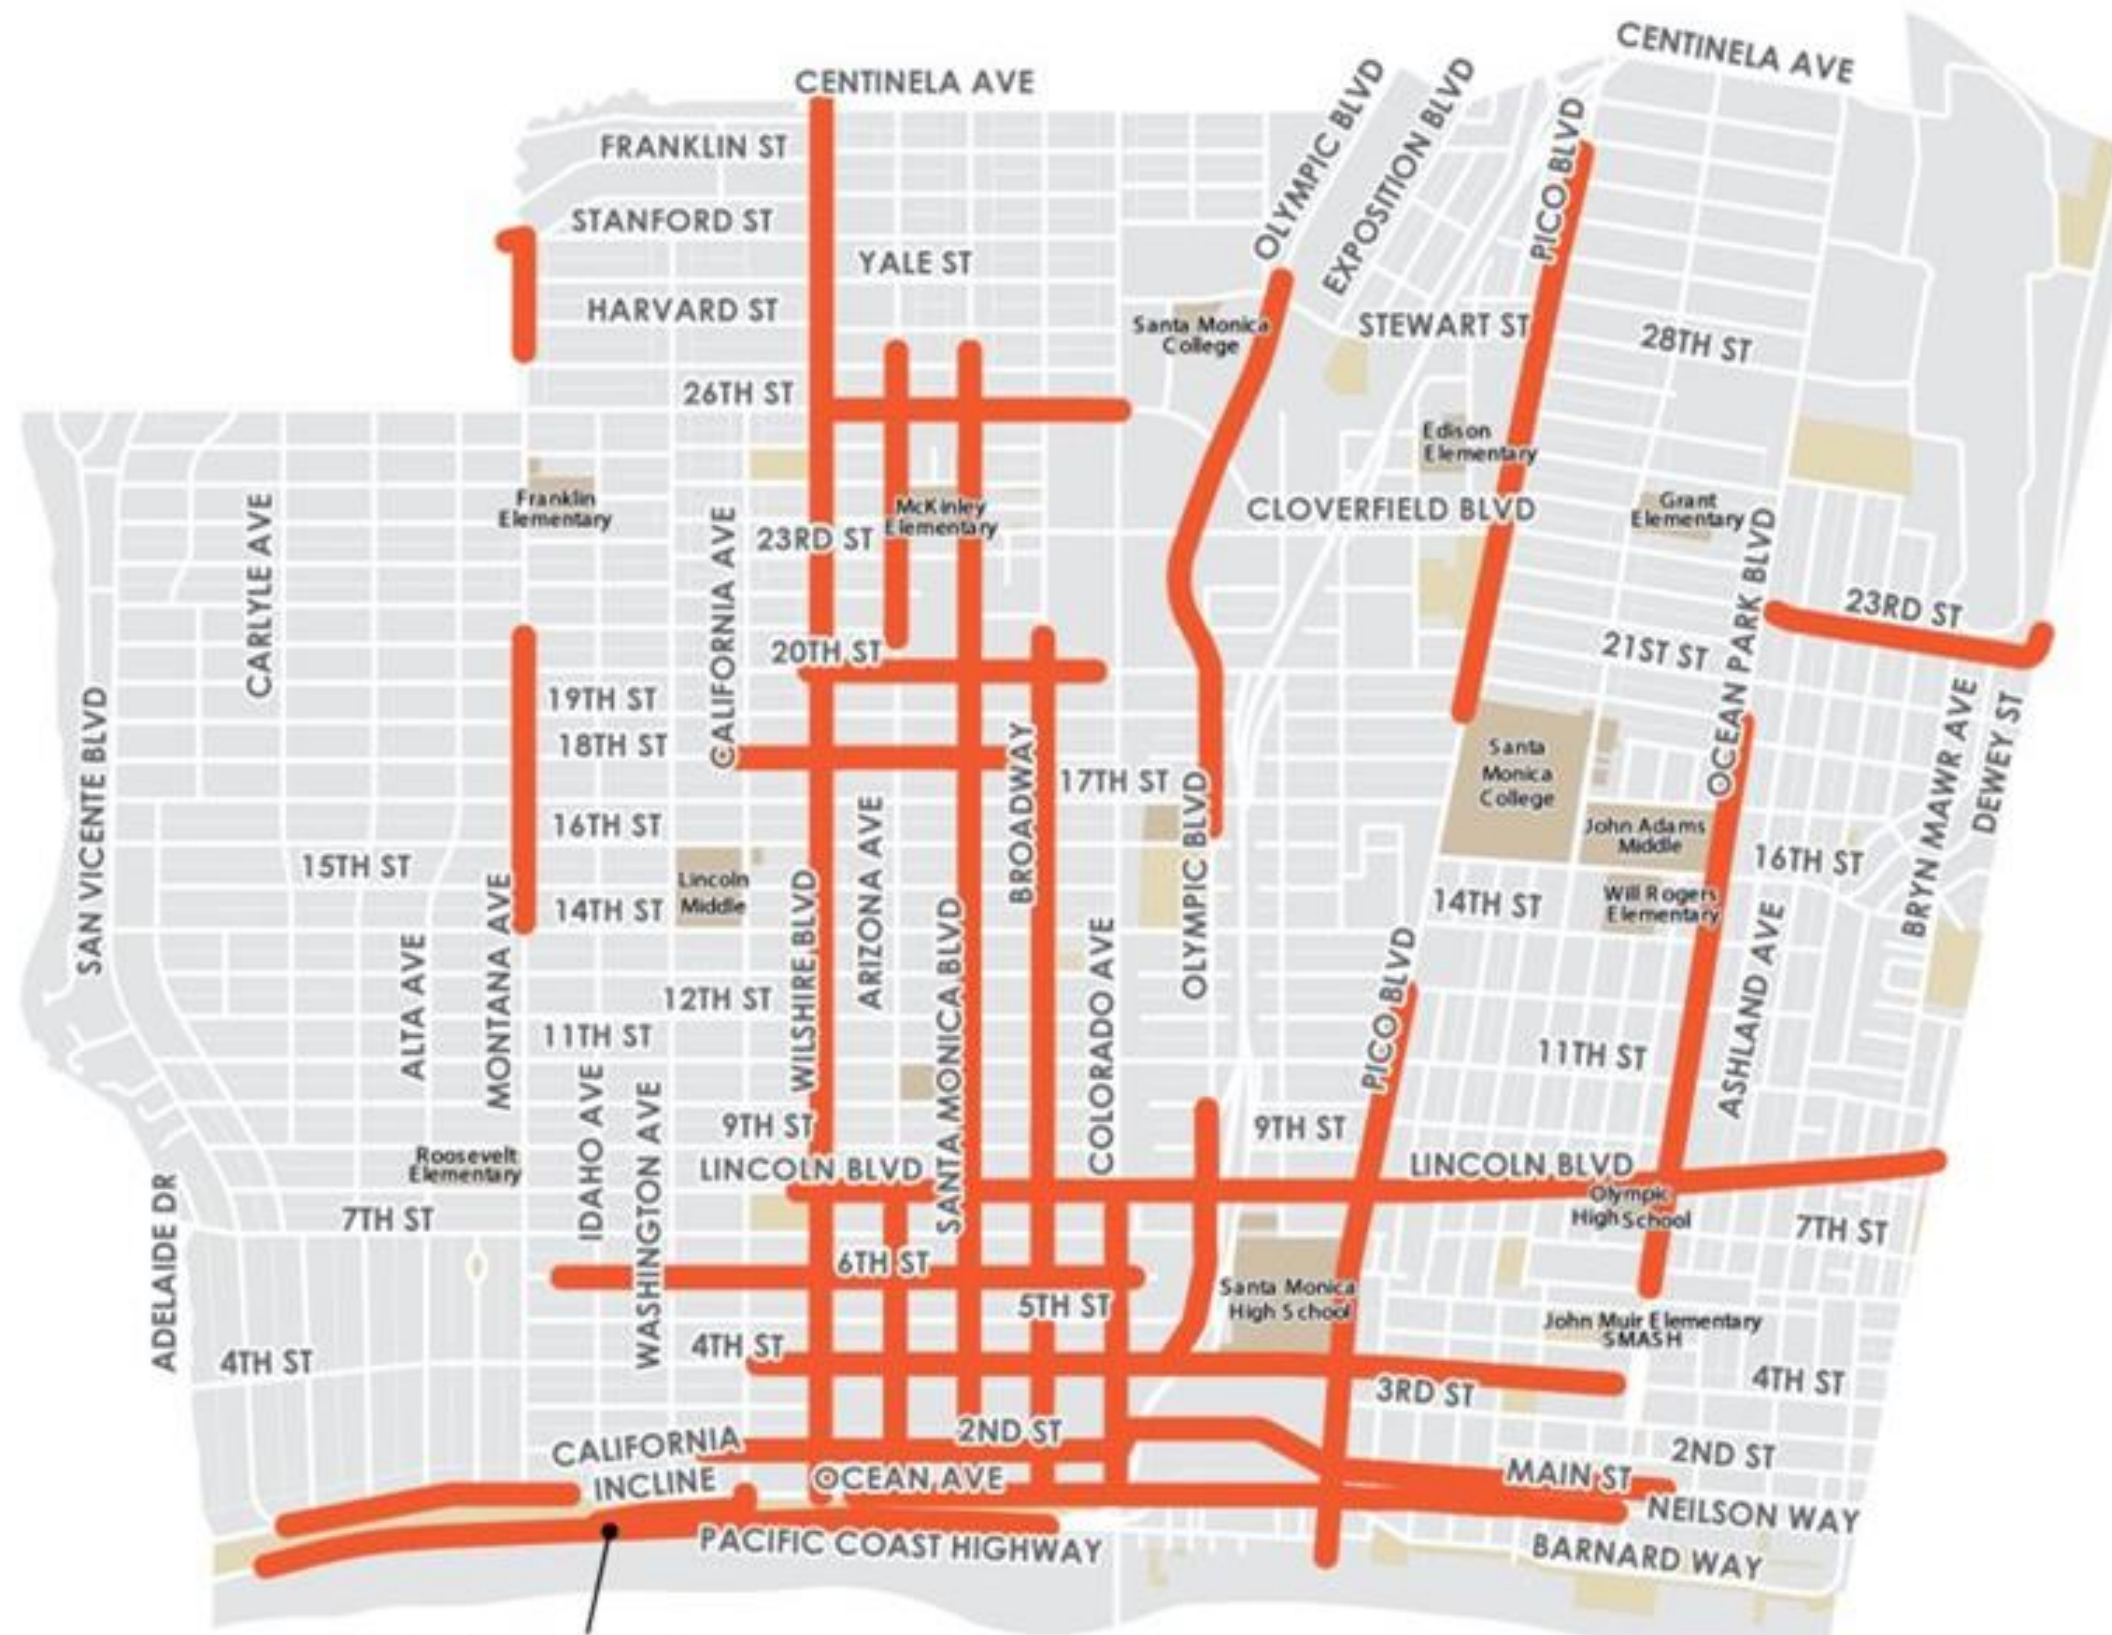 CENTINELA AVE
CENTINELA AVE
FRANKLIN ST
OLYMPIC BLVD
EXPOSITION BLVD
PICO BLVD
STANFORD ST
YALE ST
HARVARD ST
Santa Monica
College
STEWART ST
28TH ST
26TH ST
Edison
Elementary
CARLYLE AVE
Franklin
Elementary
CALIFORNIA AVE
23RD ST
McKinley
Elementary
CLOVERFIELD BLVD
Grant
Elementary
OCEAN PARK BLVD
23RD ST
20TH ST
21ST ST
SAN VICENTE BLVD
19TH ST
18TH ST
BROADWAY
17TH ST
OLYMPIC BLVD
Santa
Monica
College
BRYN MAWR AVE
DEWEY ST
16TH ST
ARIZONA AVE
John Adams
Middle
16TH ST
15TH ST
MONTANA AVE
14TH ST
Lincoln
Middle
WILSHIRE BLVD
SANTA MONICA BLVD
14TH ST
Will Rogers
Elementary
ASHLAND AVE
ALTA AVE
12TH ST
COLORADO AVE
PICO BLVD
11TH ST
11TH ST
IDAHO AVE
WASHINGTON AVE
9TH ST
9TH ST
Roosevelt
Elementary
LINCOLN BLVD
LINCOLN BLVD
Olympic
High School
ADELAIDE DR
7TH ST
7TH ST
6TH ST
5TH ST
Santa Monica
High School
John Muir Elementary
SMASH
4TH ST
4TH ST
3RD ST
4TH ST
CALIFORNIA
INCLINE
2ND ST
2ND ST
OCEAN AVE
MAIN ST
NEILSON WAY
PACIFIC COAST HIGHWAY
BARNARD WAY